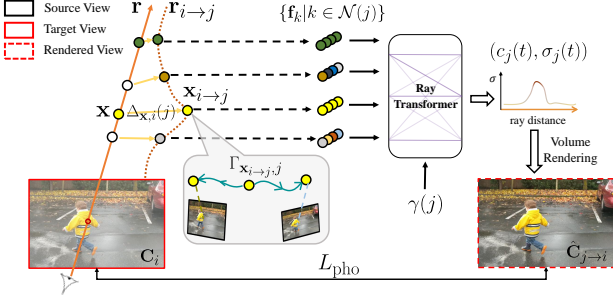 Source View
Target View
Rendered View
r
r_{i→j}
{f_k|k ∈ N(j)}
(c_j(t), σ_j(t))
x
Δ_{x,i}(j)
x_{i→j}
Ray
Transformer
σ
ray distance
Volume
Rendering
Γ_{x_{i→j},j}
γ(j)
C_i
Ĉ_{j→i}
L_pho